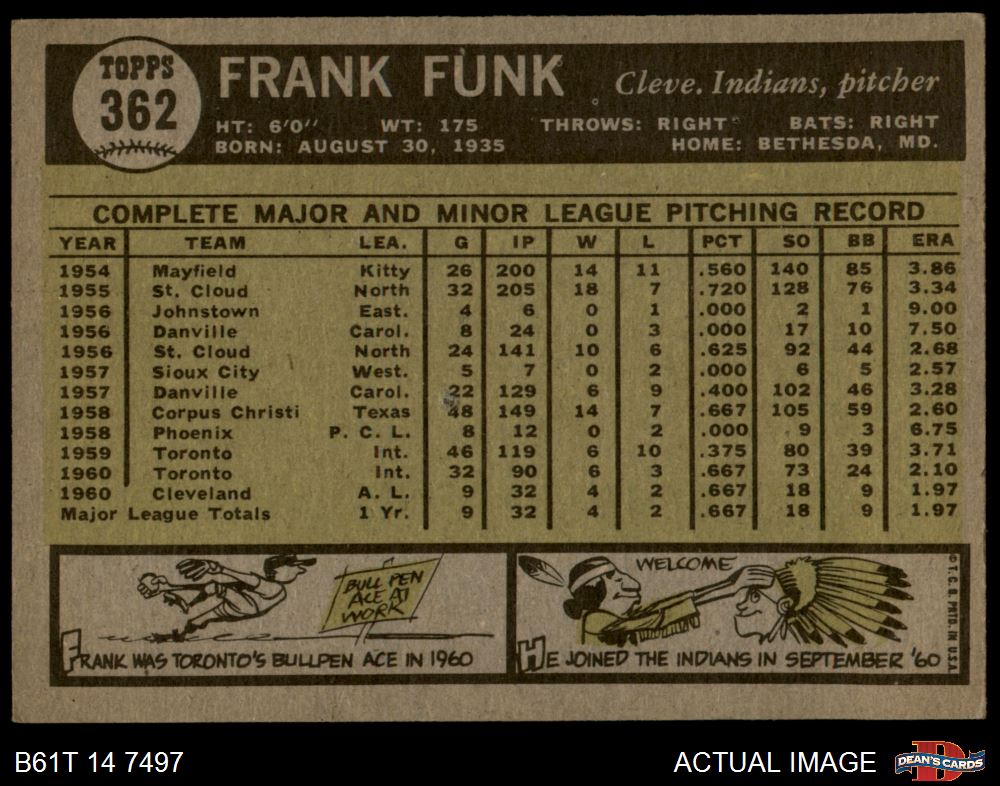 TOPPS
362
FRANK FUNK Cleve. Indians, pitcher
HT: 6'0'' WT: 175 THROWS: RIGHT BATS: RIGHT
BORN: AUGUST 30, 1935 HOME: BETHESDA, MD.
COMPLETE MAJOR AND MINOR LEAGUE PITCHING RECORD
YEAR TEAM LEA. G IP W L PCT SO BB ERA
1954 Mayfield Kitty 26 200 14 11 .560 140 85 3.86
1955 St. Cloud North 32 205 18 7 .720 128 76 3.34
1956 Johnstown East. 4 6 0 1 .000 2 1 9.00
1956 Danville Carol. 8 24 0 3 .000 17 10 7.50
1956 St. Cloud North 24 141 10 6 .625 92 44 2.68
1957 Sioux City West. 5 7 0 2 .000 6 5 2.57
1957 Danville Carol. 22 129 6 9 .400 102 46 3.28
1958 Corpus Christi Texas 48 149 14 7 .667 105 59 2.60
1958 Phoenix P. C. L. 8 12 0 2 .000 9 3 6.75
1959 Toronto Int. 46 119 6 10 .375 80 39 3.71
1960 Toronto Int. 32 90 6 3 .667 73 24 2.10
1960 Cleveland A. L. 9 32 4 2 .667 18 9 1.97
Major League Totals 1 Yr. 9 32 4 2 .667 18 9 1.97
BULL PEN
ACE AT
WORK
FRANK WAS TORONTO'S BULLPEN ACE IN 1960
WELCOME
HE JOINED THE INDIANS IN SEPTEMBER '60
© T. C. G. PRTD. IN U.S.A.
B61T 14 7497 ACTUAL IMAGE
DEAN'S CARDS